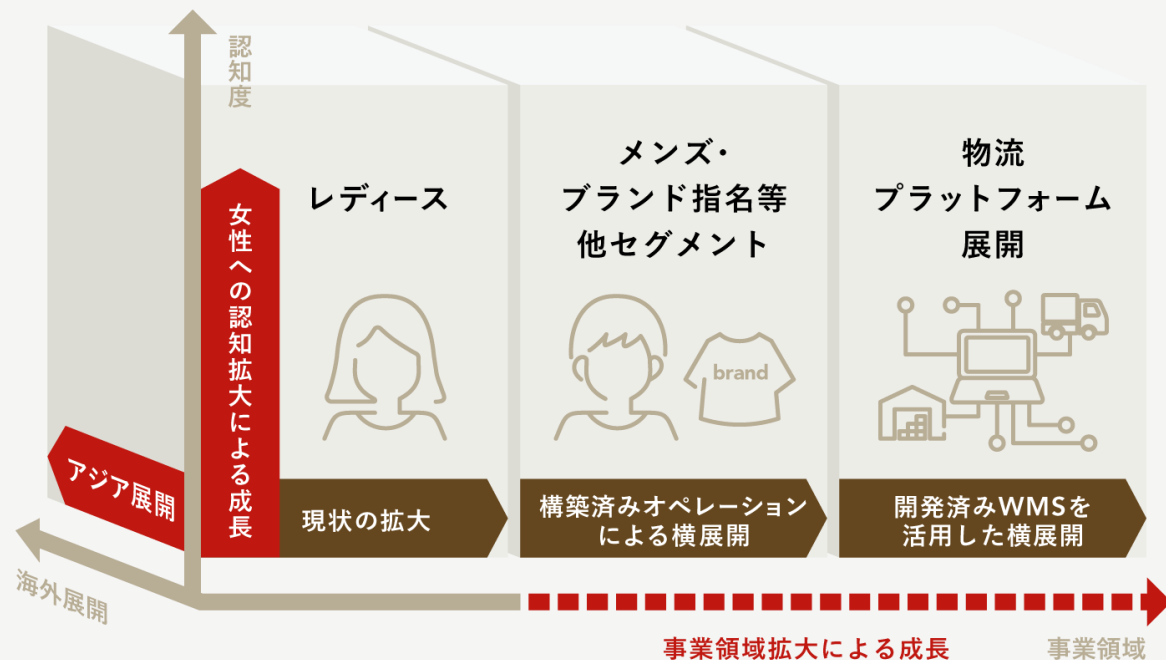 認知度
女性への認知拡大による成長
アジア展開
海外展開
レディース
現状の拡大
メンズ・
ブランド指名等
他セグメント
brand
構築済みオペレーション
による横展開
物流
プラットフォーム
展開
開発済みWMSを
活用した横展開
事業領域拡大による成長
事業領域